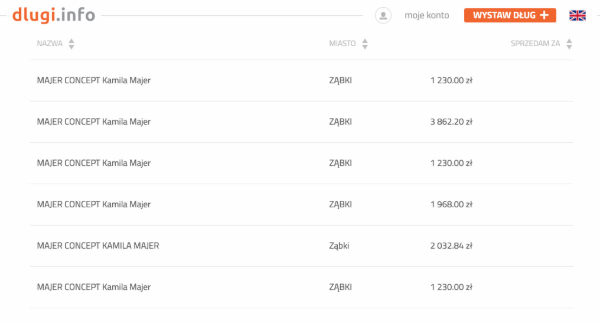 dlugi.info moje konto WYSTAW DŁUG +
NAZWA MIASTO SPRZEDAM ZA
MAJER CONCEPT Kamila Majer ZĄBKI 1 230.00 zł
MAJER CONCEPT Kamila Majer ZĄBKI 3 862.20 zł
MAJER CONCEPT Kamila Majer ZĄBKI 1 230.00 zł
MAJER CONCEPT Kamila Majer ZĄBKI 1 968.00 zł
MAJER CONCEPT KAMILA MAJER Ząbki 2 032.84 zł
MAJER CONCEPT Kamila Majer ZĄBKI 1 230.00 zł